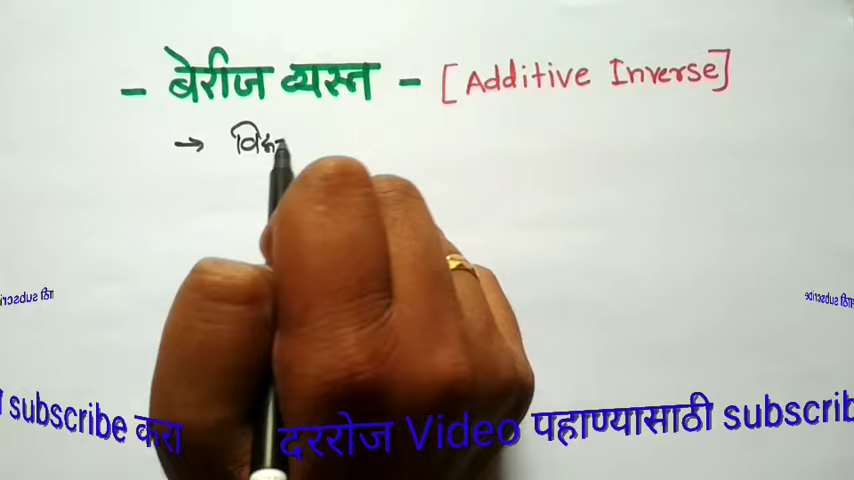 - बेरीज व्यस्त - [Additive Inverse]
→
subscribe करा
दररोज Video पहाण्यासाठी subscrib